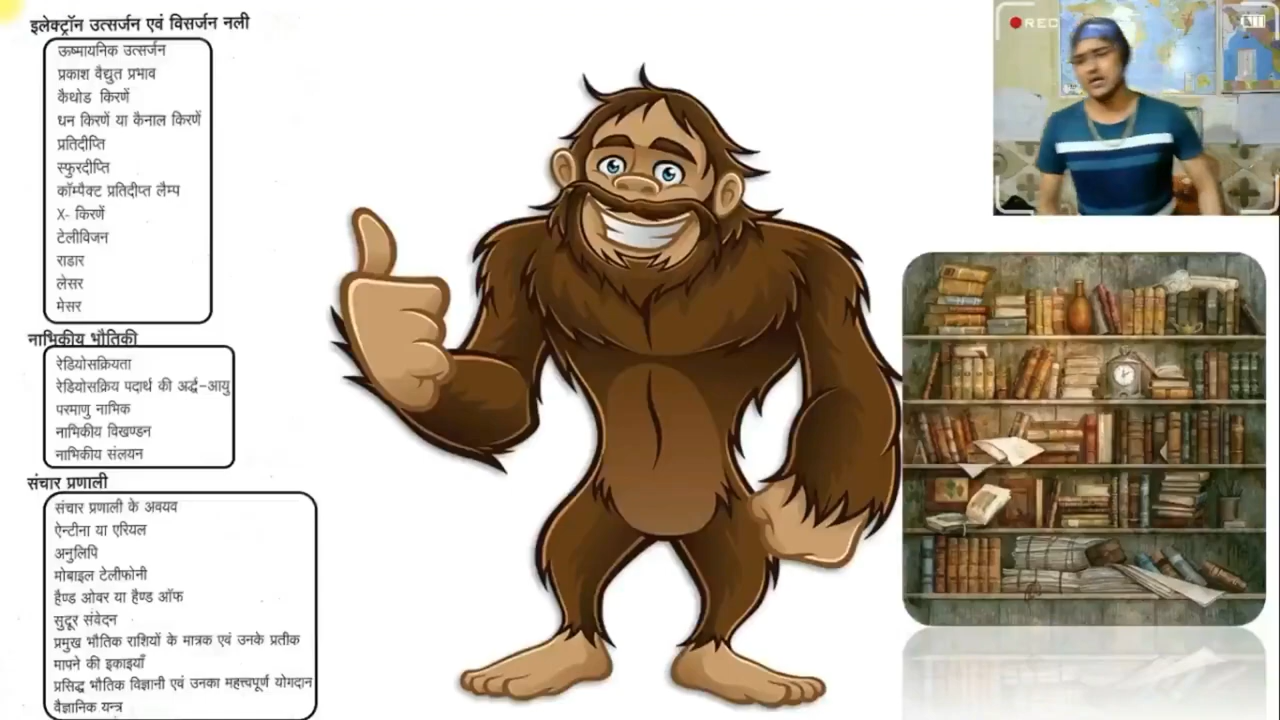 इलेक्ट्रॉन उत्सर्जन एवं विसर्जन नली
ऊष्मायनिक उत्सर्जन
प्रकाश वैद्युत प्रभाव
कैथोड किरणें
धन किरणें या कैनाल किरणें
प्रतिदीप्ति
स्फुरदीप्ति
कॉम्पैक्ट प्रतिदीप्त लैम्प
X- किरणें
टेलीविजन
राडार
लेसर
मेसर
नाभिकीय भौतिकी
रेडियोसक्रियता
रेडियोसक्रिय पदार्थ की अर्द्ध-आयु
परमाणु नाभिक
नाभिकीय विखण्डन
नाभिकीय संलयन
संचार प्रणाली
संचार प्रणाली के अवयव
ऐन्टीना या एरियल
अनुलिपि
मोबाइल टेलीफोनी
हैण्ड ओवर या हैण्ड ऑफ
सुदूर संवेदन
प्रमुख भौतिक राशियों के मात्रक एवं उनके प्रतीक
मापने की इकाइयाँ
प्रसिद्ध भौतिक विज्ञानी एवं उनका महत्त्वपूर्ण योगदान
वैज्ञानिक यन्त्र
REC